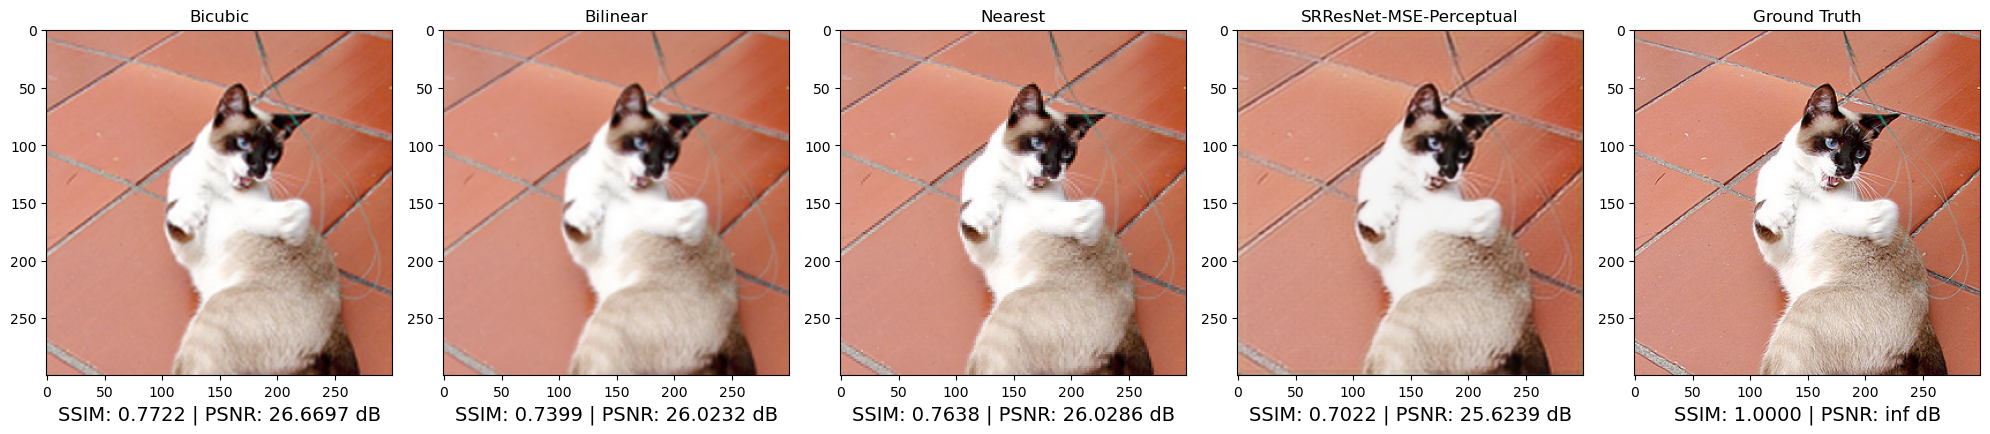 Bicubic
Bilinear
Nearest
SRResNet-MSE-Perceptual
Ground Truth
0
50
100
150
200
250
0 50 100 150 200 250
SSIM: 0.7722 | PSNR: 26.6697 dB
0
50
100
150
200
250
0 50 100 150 200 250
SSIM: 0.7399 | PSNR: 26.0232 dB
0
50
100
150
200
250
0 50 100 150 200 250
SSIM: 0.7638 | PSNR: 26.0286 dB
0
50
100
150
200
250
0 50 100 150 200 250
SSIM: 0.7022 | PSNR: 25.6239 dB
0
50
100
150
200
250
0 50 100 150 200 250
SSIM: 1.0000 | PSNR: inf dB